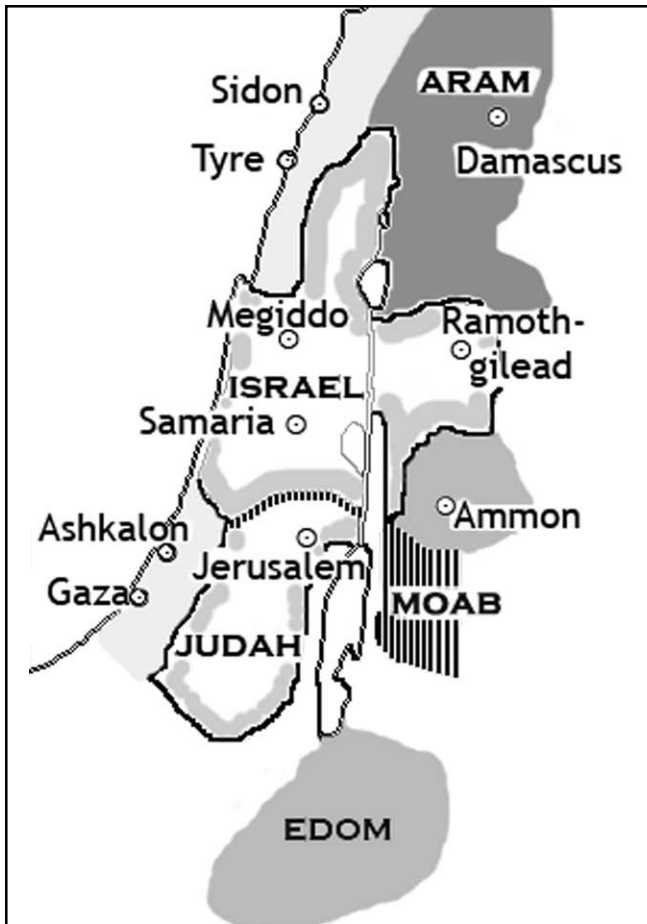 ARAM
Sidon
Damascus
Tyre
Megiddo
Ramoth-
gilead
ISRAEL
Samaria
Ammon
Ashkalon
Jerusalem
Gaza
MOAB
JUDAH
EDOM